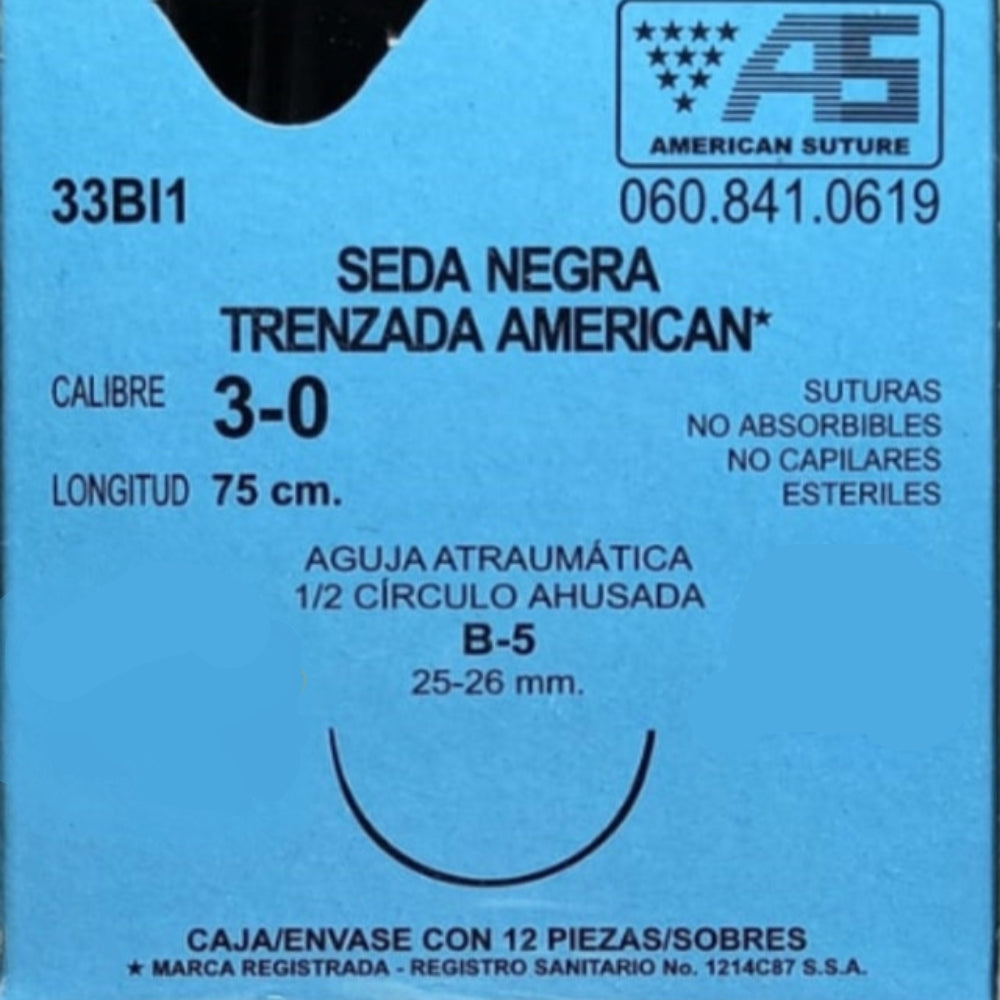 AS
AMERICAN SUTURE
33BI1
060.841.0619
SEDA NEGRA
TRENZADA AMERICAN*
CALIBRE 3-0
LONGITUD 75 cm.
SUTURAS
NO ABSORBIBLES
NO CAPILARES
ESTERILES
AGUJA ATRAUMÁTICA
1/2 CÍRCULO AHUSADA
B-5
25-26 mm.
CAJA/ENVASE CON 12 PIEZAS/SOBRES
★ MARCA REGISTRADA - REGISTRO SANITARIO No. 1214C87 S.S.A.